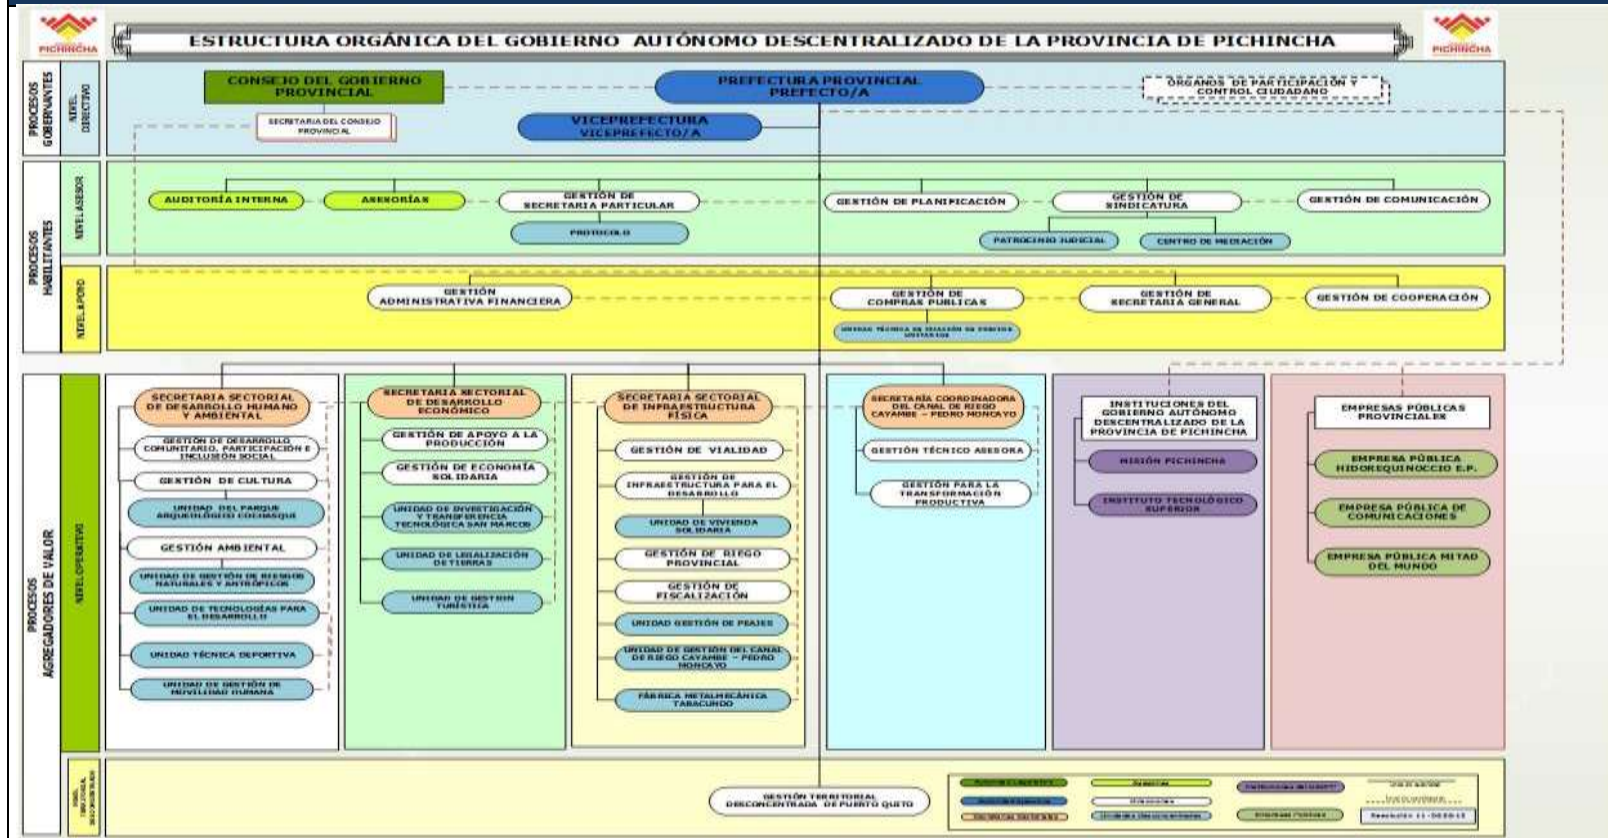 PICHINCHA
ESTRUCTURA ORGÁNICA DEL GOBIERNO AUTÓNOMO DESCENTRALIZADO DE LA PROVINCIA DE PICHINCHA
PICHINCHA
PROCESOS
GOBERNANTES
NIVEL
DIRECTIVO
CONSEJO DEL GOBIERNO
PROVINCIAL
PREFECTURA PROVINCIAL
PREFECTO/A
ÓRGANOS DE PARTICIPACIÓN Y
CONTROL CIUDADANO
SECRETARIA DEL CONSEJO
PROVINCIAL
VICEPREFECTURA
VICEPREFECTO/A
PROCESOS
HABILITANTES
NIVEL ASESOR
AUDITORÍA INTERNA
ASESORÍAS
GESTIÓN DE
SECRETARIA PARTICULAR
GESTIÓN DE PLANIFICACIÓN
GESTIÓN DE
SINDICATURA
GESTIÓN DE COMUNICACIÓN
PROTOCOLO
PATROCINIO JUDICIAL
CENTRO DE MEDIACIÓN
NIVEL APOYO
GESTIÓN
ADMINISTRATIVA FINANCIERA
GESTIÓN DE
COMPRAS PUBLICAS
GESTIÓN DE
SECRETARIA GENERAL
GESTIÓN DE COOPERACIÓN
UNIDAD TÉCNICA DE FIJACIÓN DE PRECIOS
UNITARIOS
PROCESOS
AGREGADORES DE VALOR
NIVEL OPERATIVO
SECRETARIA SECTORIAL
DE DESARROLLO HUMANO
Y AMBIENTAL
GESTIÓN DE DESARROLLO
COMUNITARIO, PARTICIPACIÓN E
INCLUSIÓN SOCIAL
GESTIÓN DE CULTURA
UNIDAD DEL PARQUE
ARQUEOLÓGICO COCHASQUI
GESTIÓN AMBIENTAL
UNIDAD DE GESTIÓN DE RIESGOS
NATURALES Y ANTRÓPICOS
UNIDAD DE TECNOLOGÍAS PARA
EL DESARROLLO
UNIDAD TÉCNICA DEPORTIVA
UNIDAD DE GESTIÓN DE
MOVILIDAD HUMANA
SECRETARIA SECTORIAL
DE DESARROLLO
ECONÓMICO
GESTIÓN DE APOYO A LA
PRODUCCIÓN
GESTIÓN DE ECONOMÍA
SOLIDARIA
UNIDAD DE INVESTIGACIÓN
Y TRANSFERENCIA
TECNOLÓGICA SAN MARCOS
UNIDAD DE LEGALIZACIÓN
DE TIERRAS
UNIDAD DE GESTION
TURÍSTICA
SECRETARIA SECTORIAL
DE INFRAESTRUCTURA
FÍSICA
GESTIÓN DE VIALIDAD
GESTIÓN DE
INFRAESTRUCTURA PARA EL
DESARROLLO
UNIDAD DE VIVIENDA
SOLIDARIA
GESTIÓN DE RIEGO
PROVINCIAL
GESTIÓN DE
FISCALIZACIÓN
UNIDAD GESTIÓN DE PEAJES
UNIDAD DE GESTIÓN DEL CANAL
DE RIEGO CAYAMBE – PEDRO
MONCAYO
FÁBRICA METALMECÁNICA
TABACUNDO
SECRETARÍA COORDINADORA
DEL CANAL DE RIEGO
CAYAMBE – PEDRO MONCAYO
GESTIÓN TÉCNICO ASESORA
GESTIÓN PARA LA
TRANSFORMACIÓN
PRODUCTIVA
INSTITUCIONES DEL
GOBIERNO AUTÓNOMO
DESCENTRALIZADO DE LA
PROVINCIA DE PICHINCHA
MISIÓN PICHINCHA
INSTITUTO TECNOLÓGICO
SUPERIOR
EMPRESAS PÚBLICAS
PROVINCIALES
EMPRESA PÚBLICA
HIDOREQUINOCCIO E.P.
EMPRESA PÚBLICA DE
COMUNICACIONES
EMPRESA PÚBLICA MITAD
DEL MUNDO
GESTIÓN TERRITORIAL
DESCONCENTRADA DE PUERTO QUITO